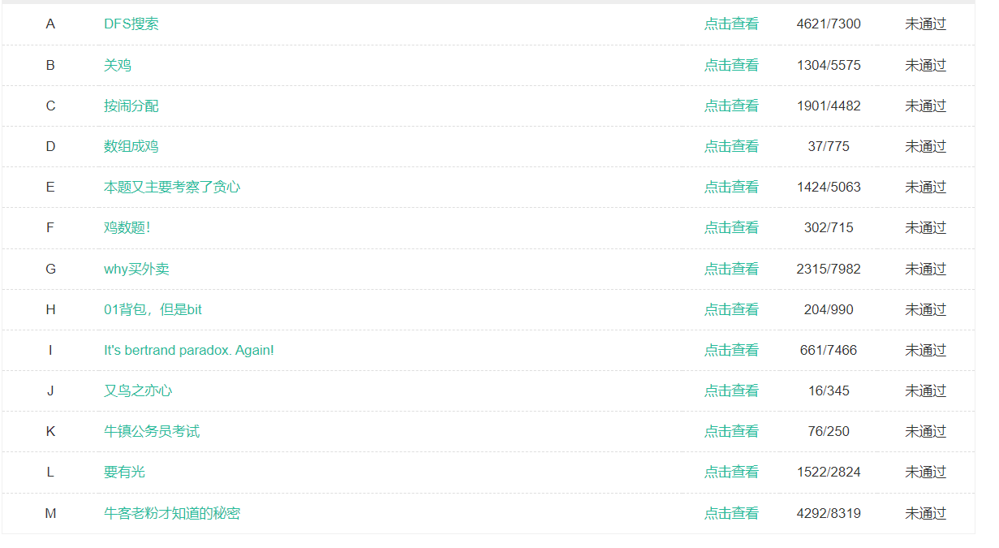 A DFS搜索 点击查看 4621/7300 未通过
B 关鸡 点击查看 1304/5575 未通过
C 按闹分配 点击查看 1901/4482 未通过
D 数组成鸡 点击查看 37/775 未通过
E 本题又主要考察了贪心 点击查看 1424/5063 未通过
F 鸡数题！ 点击查看 302/715 未通过
G why买外卖 点击查看 2315/7982 未通过
H 01背包，但是bit 点击查看 204/990 未通过
I It's bertrand paradox. Again! 点击查看 661/7466 未通过
J 又鸟之亦心 点击查看 16/345 未通过
K 牛镇公务员考试 点击查看 76/250 未通过
L 要有光 点击查看 1522/2824 未通过
M 牛客老粉才知道的秘密 点击查看 4292/8319 未通过